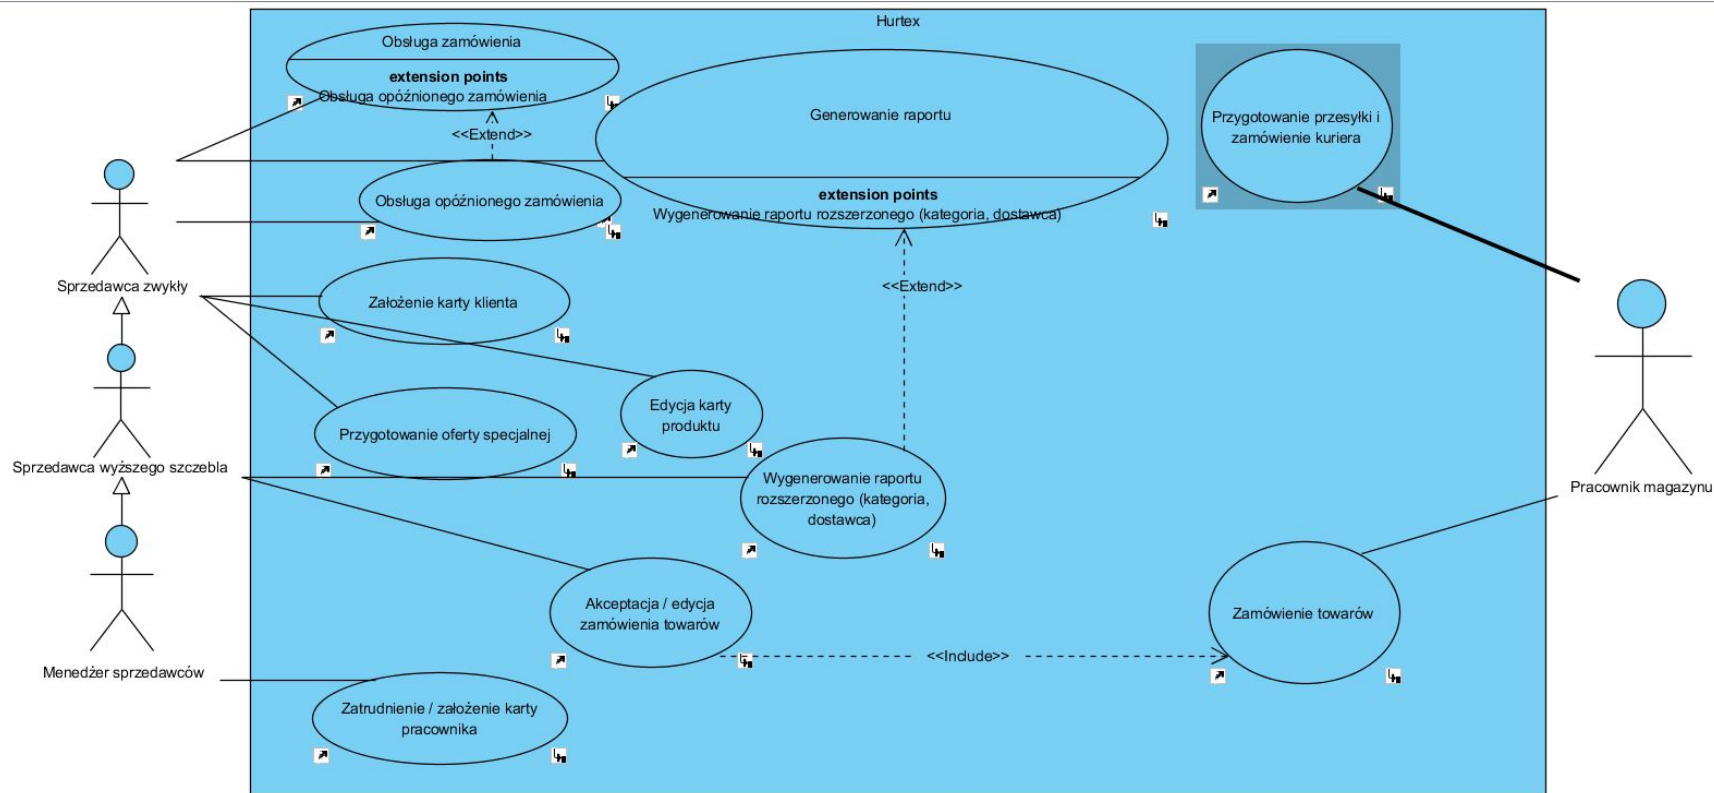 Hurtex
Obsługa zamówienia
extension points
Obsługa opóźnionego zamówienia
<<Extend>>
Obsługa opóźnionego zamówienia
Generowanie raportu
extension points
Wygenerowanie raportu rozszerzonego (kategoria, dostawca)
<<Extend>>
Przygotowanie przesyłki i
zamówienie kuriera
Sprzedawca zwykły
Założenie karty klienta
Edycja karty
produktu
Przygotowanie oferty specjalnej
Sprzedawca wyższego szczebla
Wygenerowanie raportu
rozszerzonego (kategoria,
dostawca)
Pracownik magazynu
Akceptacja / edycja
zamówienia towarów
<<Include>>
Zamówienie towarów
Menedżer sprzedawców
Zatrudnienie / założenie karty
pracownika